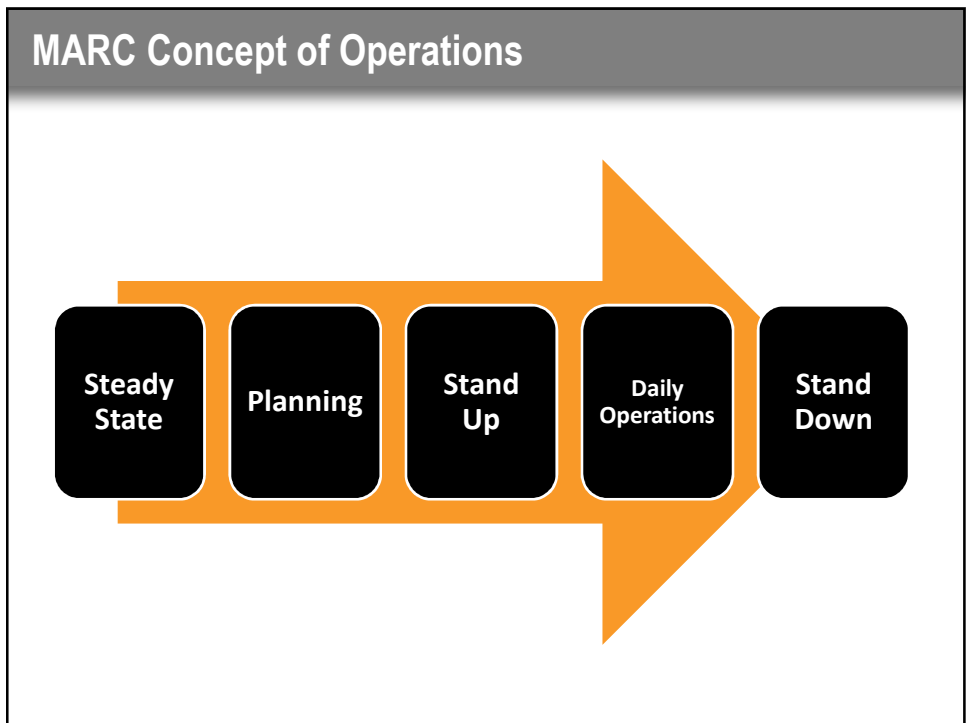 MARC Concept of Operations
Steady
State
Planning
Stand
Up
Daily
Operations
Stand
Down